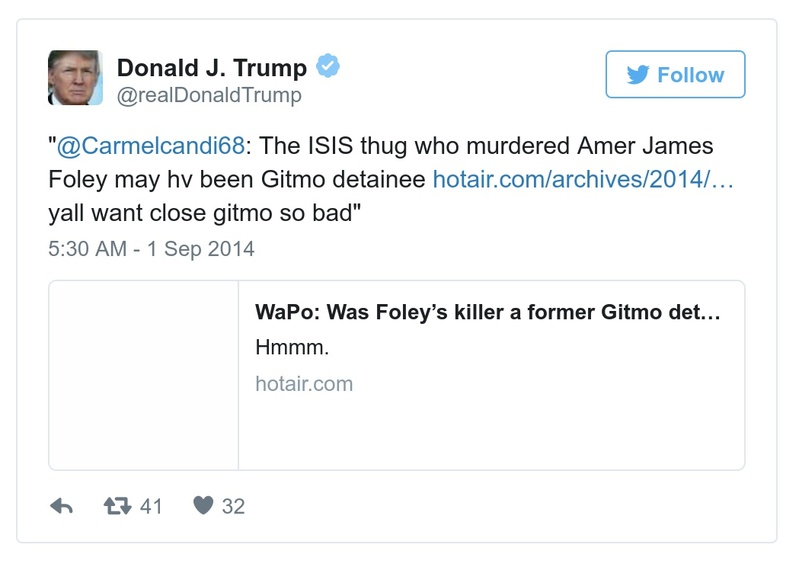 Donald J. Trump
@realDonaldTrump
Follow
"@Carmelcandi68: The ISIS thug who murdered Amer James
Foley may hv been Gitmo detainee hotair.com/archives/2014/…
yall want close gitmo so bad"
5:30 AM - 1 Sep 2014
WaPo: Was Foley’s killer a former Gitmo det…
Hmmm.
hotair.com
41
32